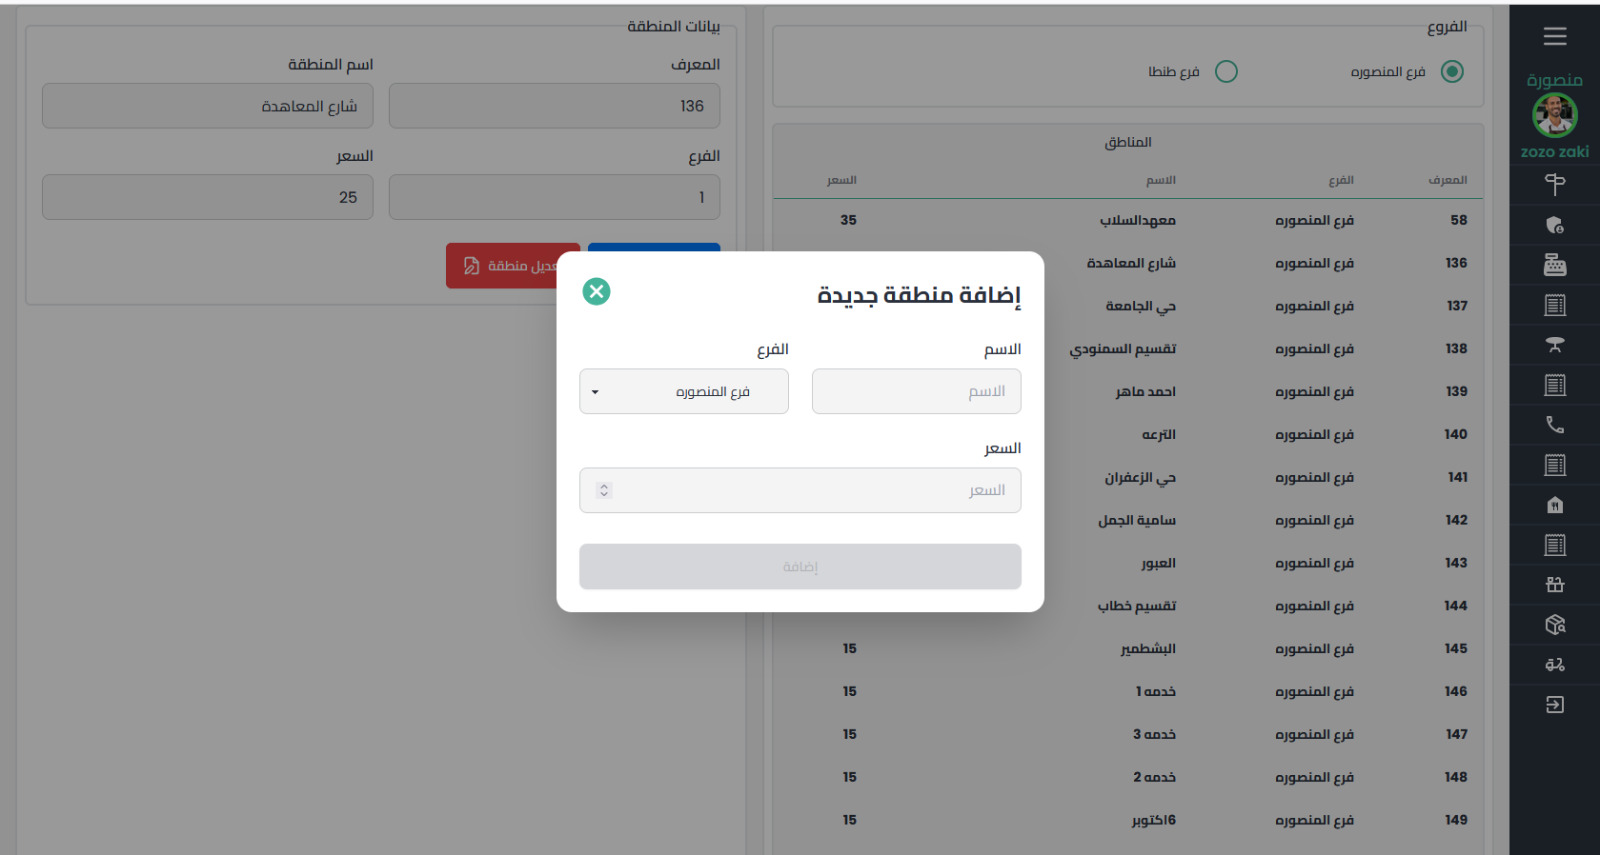 منصورة
zozo zaki
الفروع
فرع المنصوره
فرع طنطا
المناطق
المعرف الفرع الاسم السعر
58 فرع المنصوره معهدالسلاب 35
136 فرع المنصوره شارع المعاهدة
137 فرع المنصوره حي الجامعة
138 فرع المنصوره تقسيم السمنودي
139 فرع المنصوره احمد ماهر
140 فرع المنصوره الترعه
141 فرع المنصوره حي الزعفران
142 فرع المنصوره سامية الجمل
143 فرع المنصوره العبور
144 فرع المنصوره تقسيم خطاب
145 فرع المنصوره البشطمير 15
146 فرع المنصوره خدمه 1 15
147 فرع المنصوره خدمه 3 15
148 فرع المنصوره خدمه 2 15
149 فرع المنصوره 6اكتوبر 15
بيانات المنطقة
المعرف اسم المنطقة
136 شارع المعاهدة
الفرع السعر
1 25
تعديل منطقة
إضافة منطقة جديدة
الاسم الفرع
الاسم فرع المنصوره
السعر
السعر
إضافة